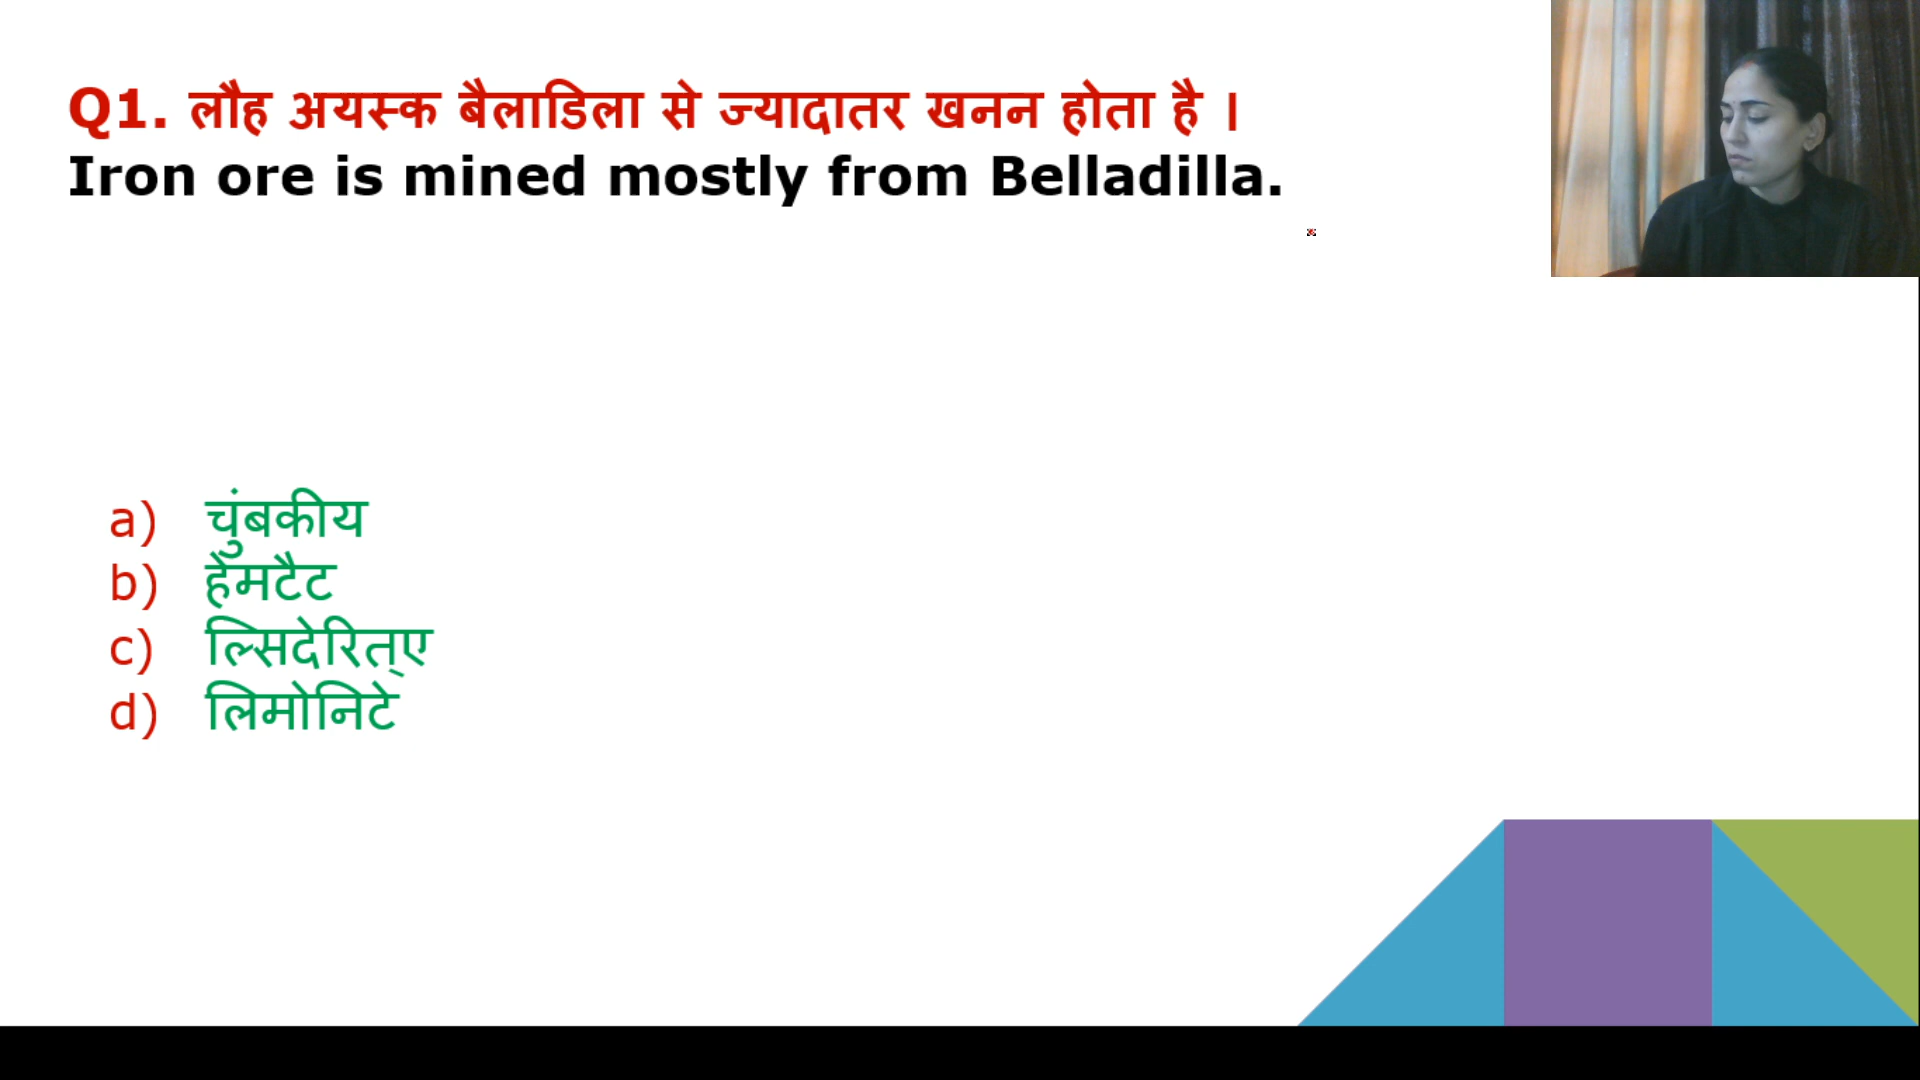 Q1. लौह अयस्क बैलाडिला से ज्यादातर खनन होता है ।
Iron ore is mined mostly from Belladilla.
a) चुंबकीय
b) हैमटैट
c) ल्सिदेरित्ए
d) लिमोनिटे